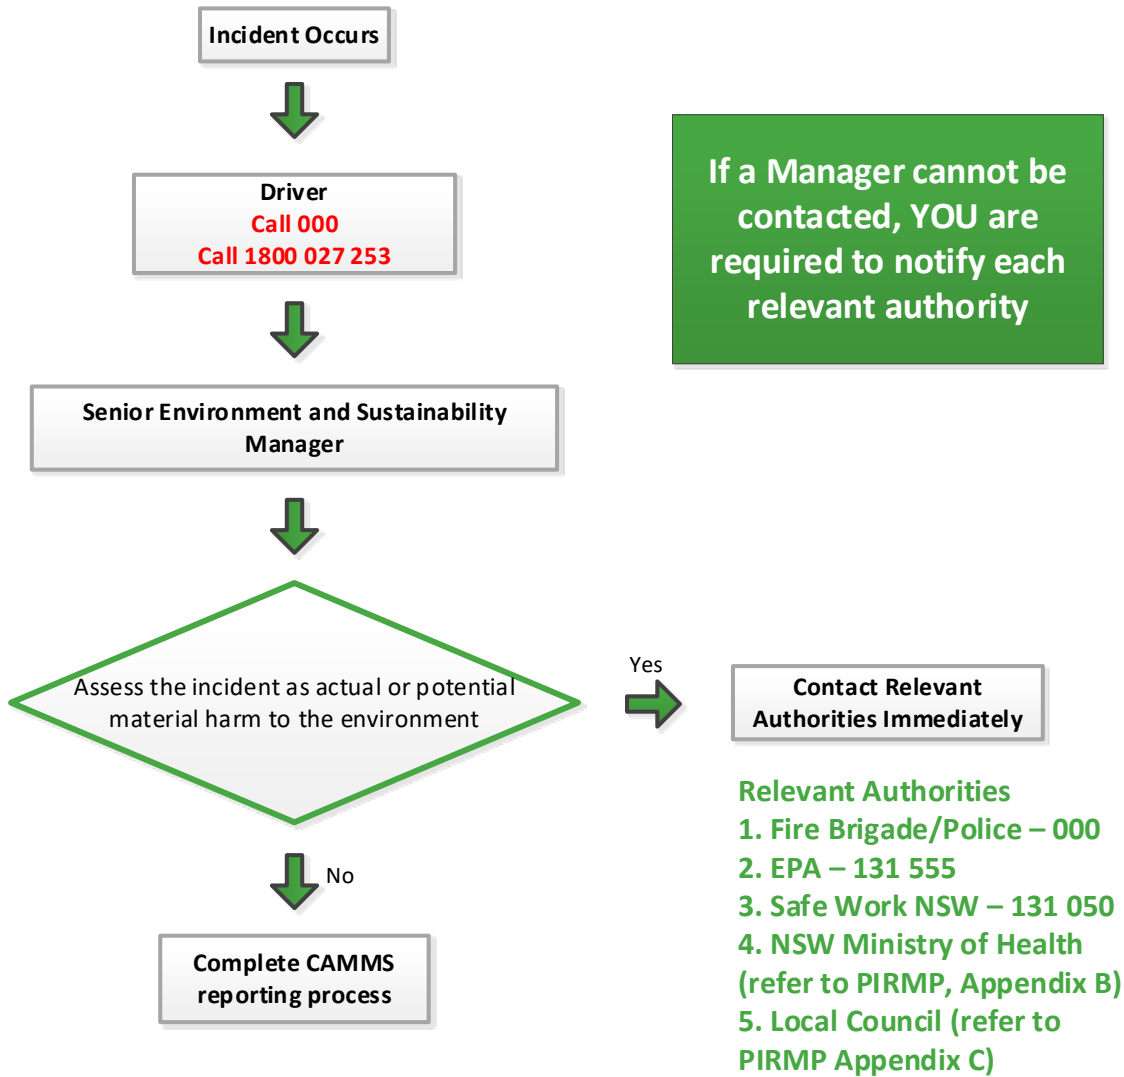 Incident Occurs
Driver
Call 000
Call 1800 027 253
If a Manager cannot be
contacted, YOU are
required to notify each
relevant authority
Senior Environment and Sustainability
Manager
Assess the incident as actual or potential
material harm to the environment
Yes
Contact Relevant
Authorities Immediately
Relevant Authorities
1. Fire Brigade/Police – 000
2. EPA – 131 555
3. Safe Work NSW – 131 050
4. NSW Ministry of Health
(refer to PIRMP, Appendix B)
5. Local Council (refer to
PIRMP Appendix C)
No
Complete CAMMS
reporting process